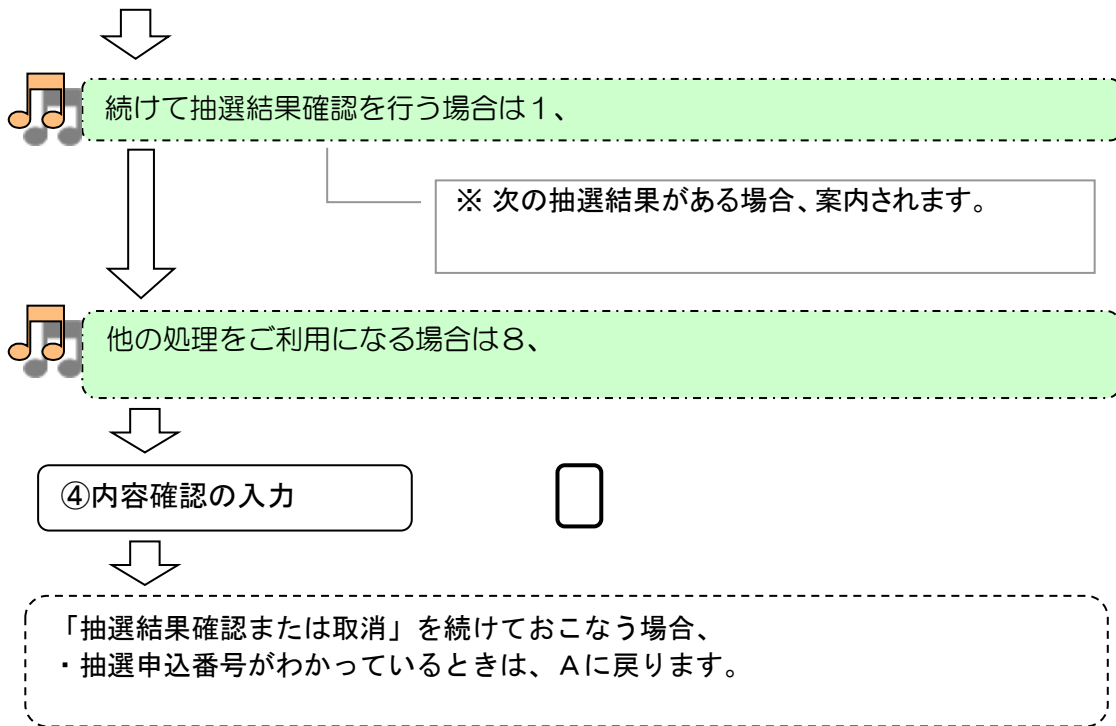 続けて抽選結果確認を行う場合は１、
※ 次の抽選結果がある場合、案内されます。
他の処理をご利用になる場合は８、
④内容確認の入力
「抽選結果確認または取消」を続けておこなう場合、
・抽選申込番号がわかっているときは、Ａに戻ります。